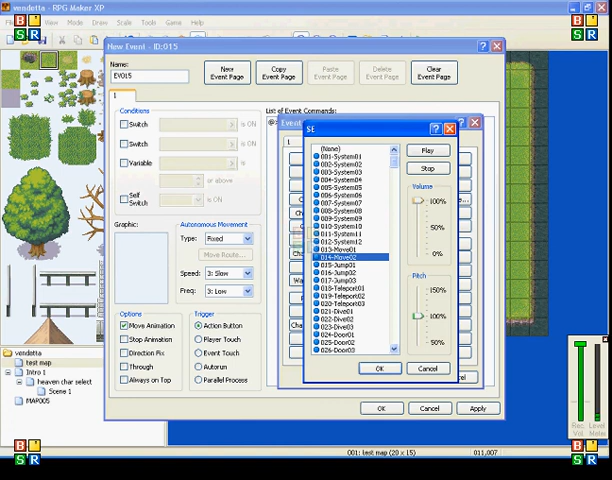 vendetta - RPG Maker XP
View Mode Draw Scale Tools Game
New Event - ID:015
Name:
EV015
New Event Page
Copy Event Page
Paste Event Page
Delete Event Page
Clear Event Page
1
Conditions
Switch is ON
Switch is ON
Variable is
or above
Self Switch is ON
Graphic:
Autonomous Movement
Type: Fixed
Move Route...
Speed: 3: Slow
Freq: 3: Low
Options
Move Animation
Stop Animation
Direction Fix
Through
Always on Top
Trigger
Action Button
Player Touch
Event Touch
Autorun
Parallel Process
List of Event Commands:
Event
1
SE
(None)
001-System01
002-System02
003-System03
004-System04
005-System05
006-System06
007-System07
008-System08
009-System09
010-System10
011-System11
012-System12
013-Move01
014-Move02
015-Jump01
016-Jump02
017-Jump03
018-Teleport01
019-Teleport02
020-Teleport03
021-Dive01
022-Dive02
023-Dive03
024-Door01
025-Door02
026-Door03
Play
Stop
Volume
100%
50%
0%
Pitch
150%
100%
50%
OK
Cancel
OK
Cancel
Apply
vendetta
test map
Intro 1
heaven char select
Scene 1
MAP005
Rec. Vol
001: test map (20 x 15)
011,007
B
S R
B
S R
B
S R
B
S R